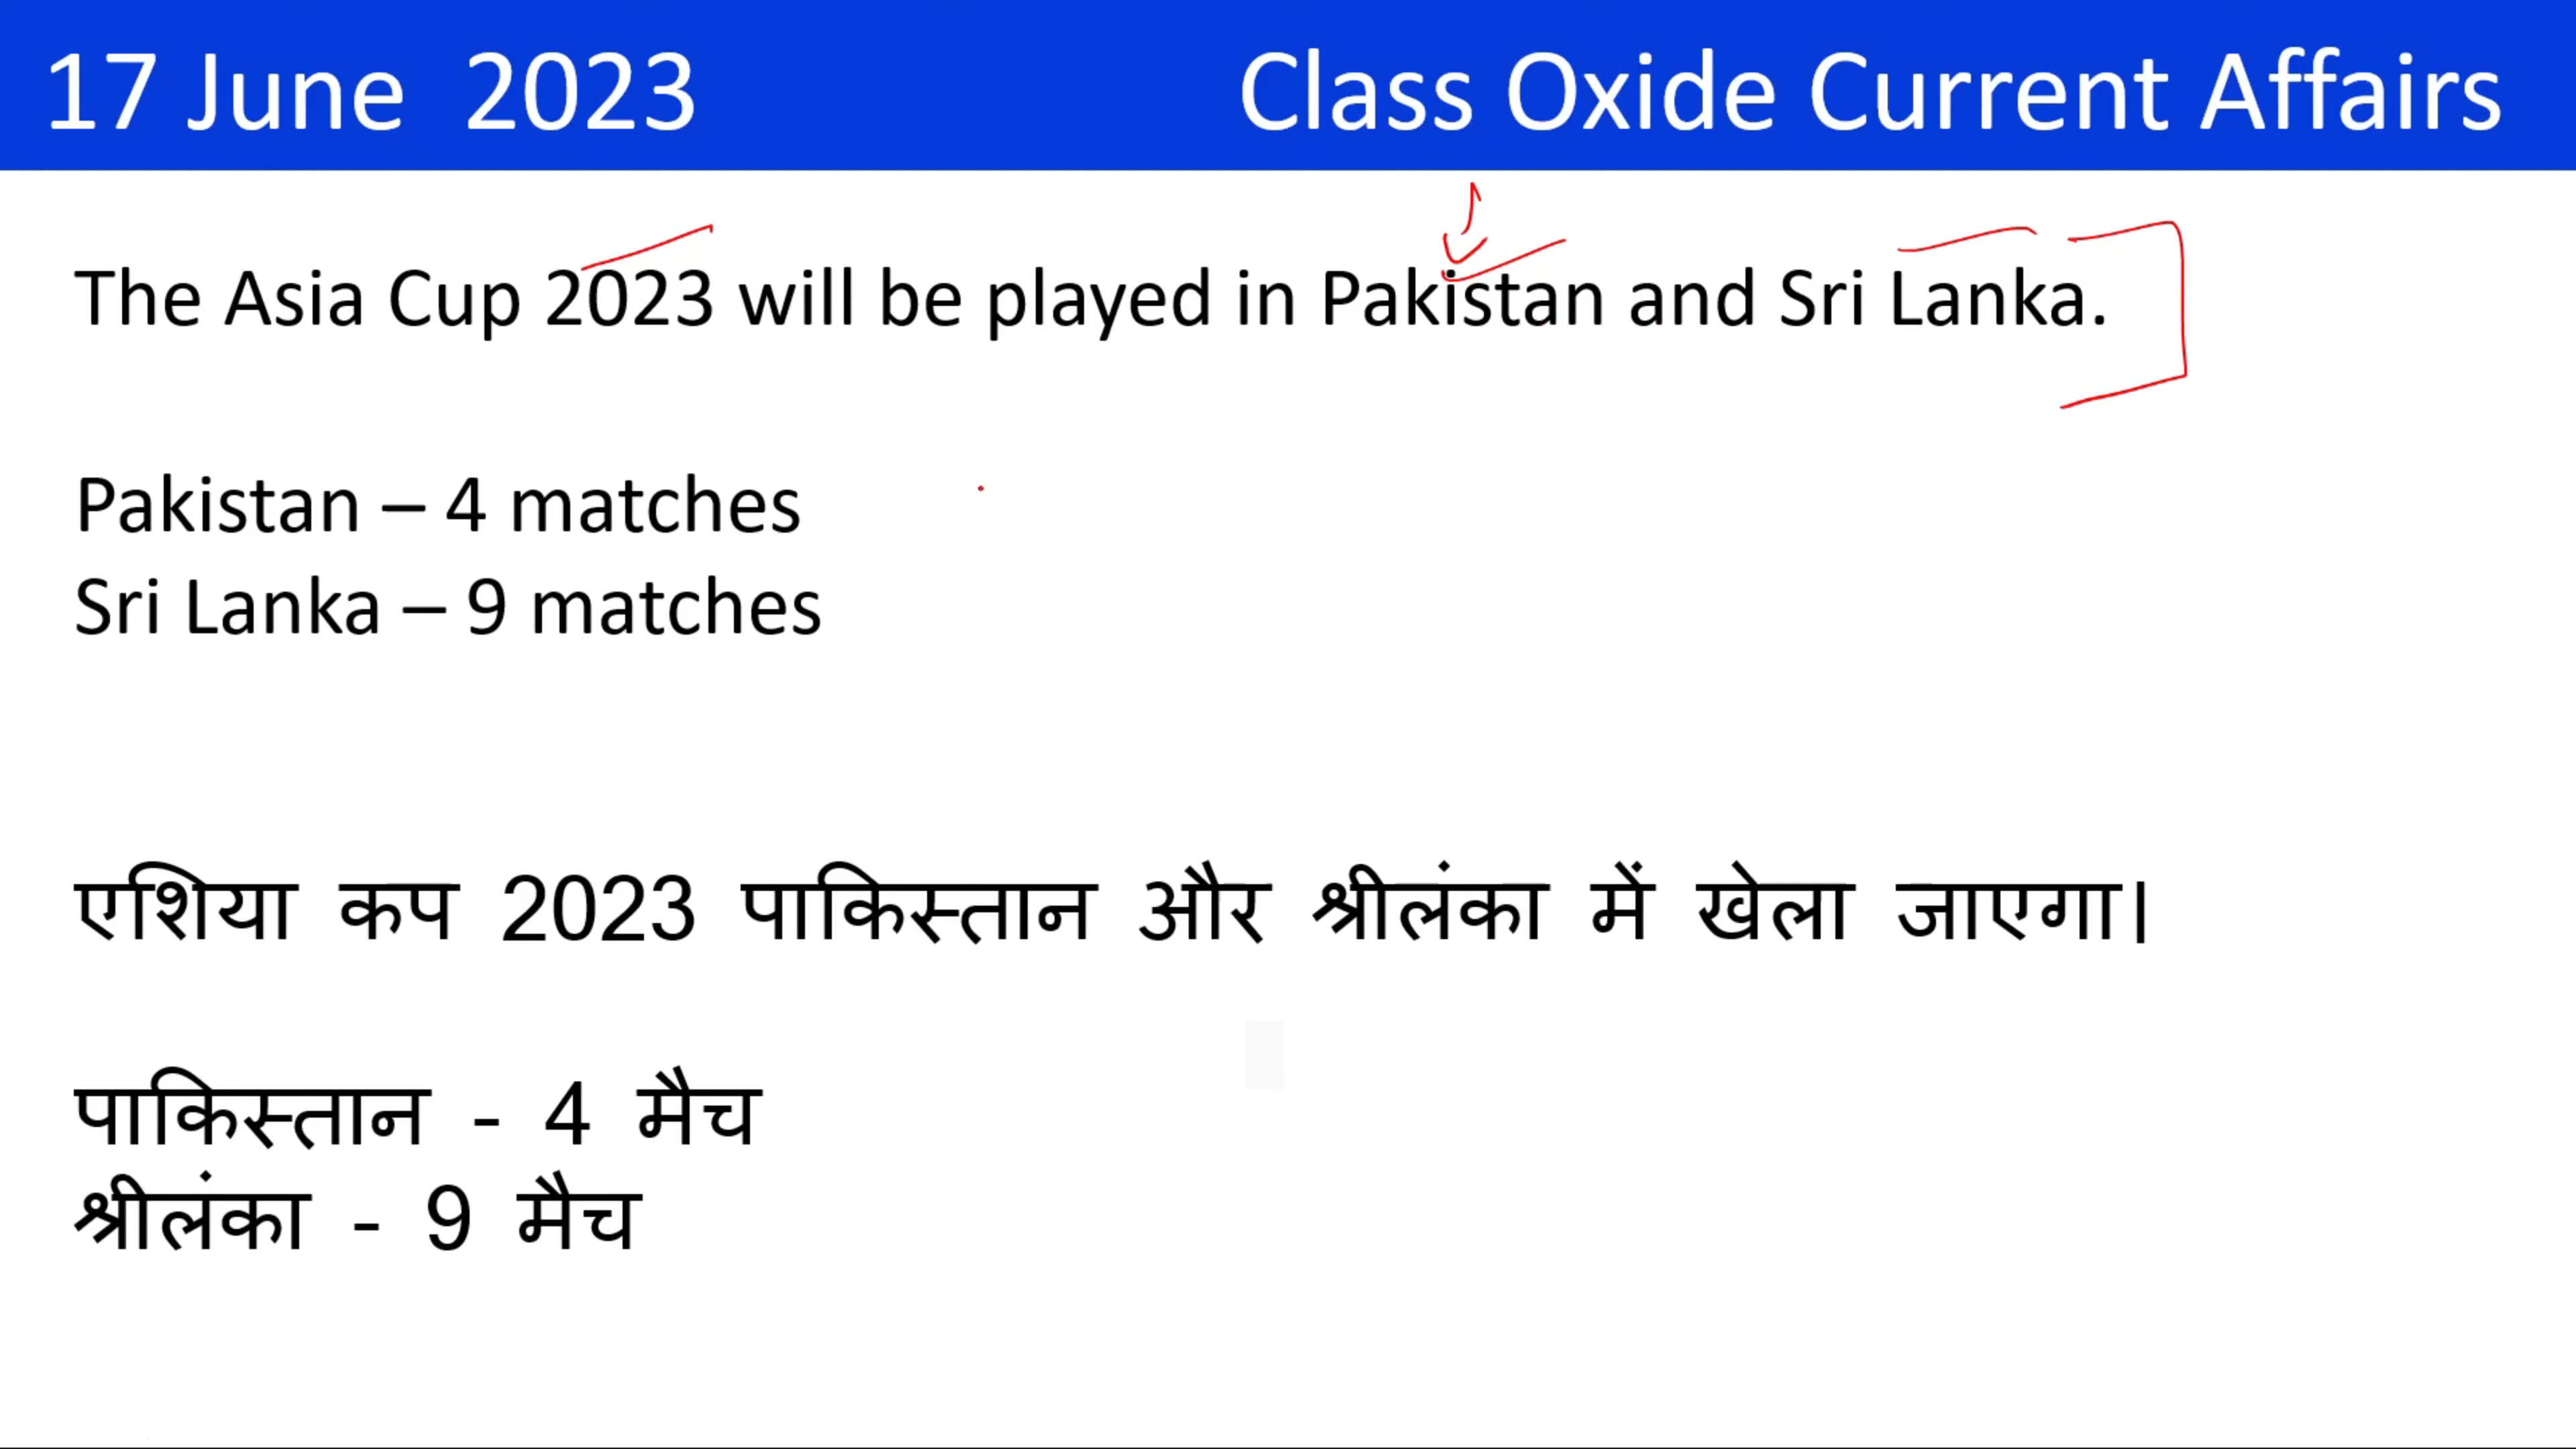 17 June 2023 Class Oxide Current Affairs
The Asia Cup 2023 will be played in Pakistan and Sri Lanka.
Pakistan – 4 matches
Sri Lanka – 9 matches
एशिया कप 2023 पाकिस्तान और श्रीलंका में खेला जाएगा।
पाकिस्तान - 4 मैच
श्रीलंका - 9 मैच